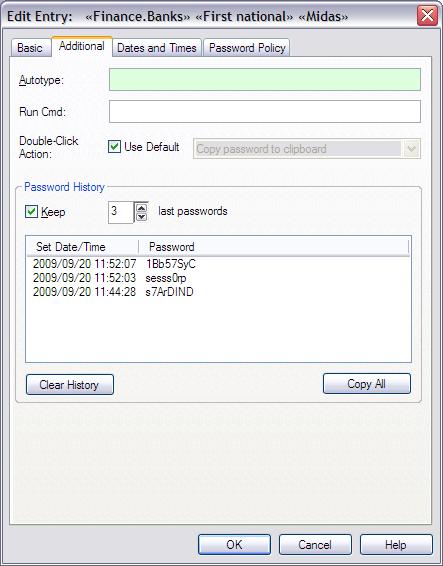 Edit Entry: «Finance.Banks» «First national» «Midas»
Basic Additional Dates and Times Password Policy
Autotype:
Run Cmd:
Double-Click Action: Use Default Copy password to clipboard
Password History
Keep 3 last passwords
Set Date/Time Password
2009/09/20 11:52:07 1Bb57SyC
2009/09/20 11:52:03 sesss0rp
2009/09/20 11:44:28 s7ArDIND
Clear History Copy All
OK Cancel Help